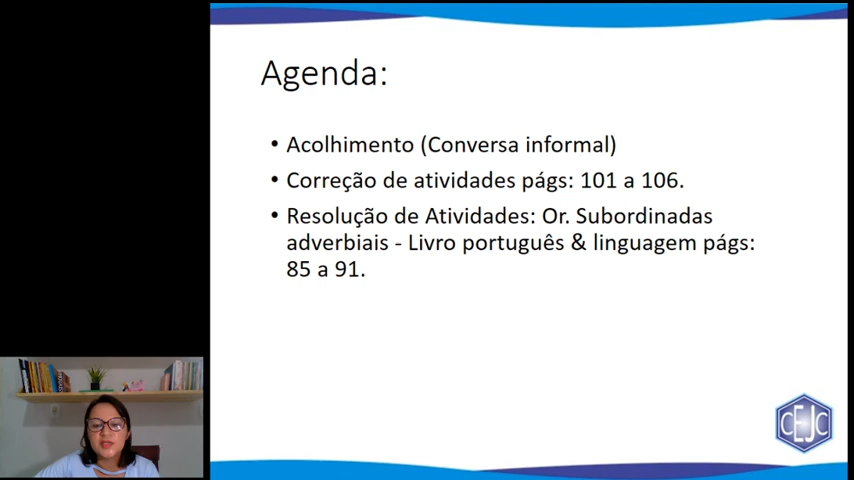 Agenda:
• Acolhimento (Conversa informal)
• Correção de atividades págs: 101 a 106.
• Resolução de Atividades: Or. Subordinadas
adverbiais - Livro português & linguagem págs:
85 a 91.
CEJC